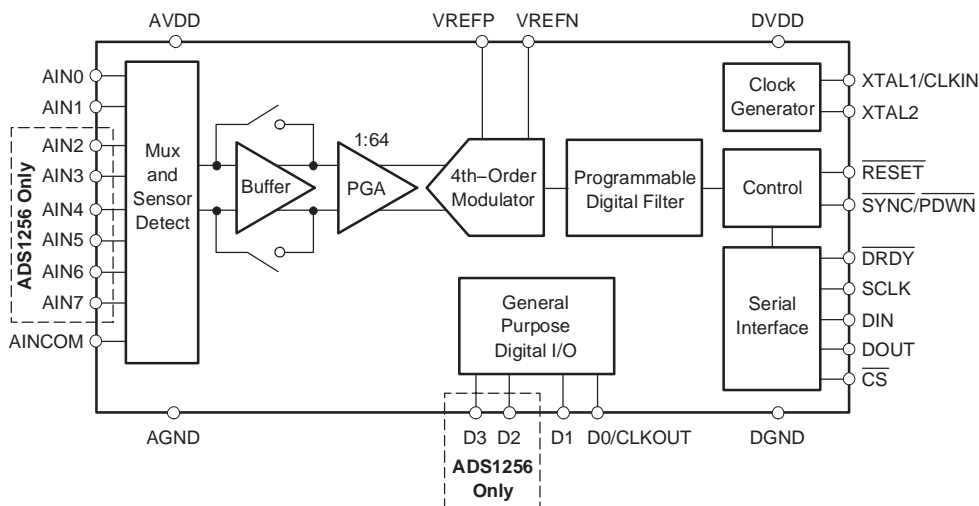 AVDD
VREFP
VREFN
DVDD
AIN0
AIN1
AIN2
AIN3
AIN4
AIN5
AIN6
AIN7
AINCOM
ADS1256 Only
Mux
and
Sensor
Detect
Buffer
1:64
PGA
4th–Order
Modulator
Programmable
Digital Filter
Clock
Generator
Control
Serial
Interface
General
Purpose
Digital I/O
XTAL1/CLKIN
XTAL2
RESET
SYNC/PDWN
DRDY
SCLK
DIN
DOUT
CS
AGND
D3
D2
D1
D0/CLKOUT
DGND
ADS1256
Only